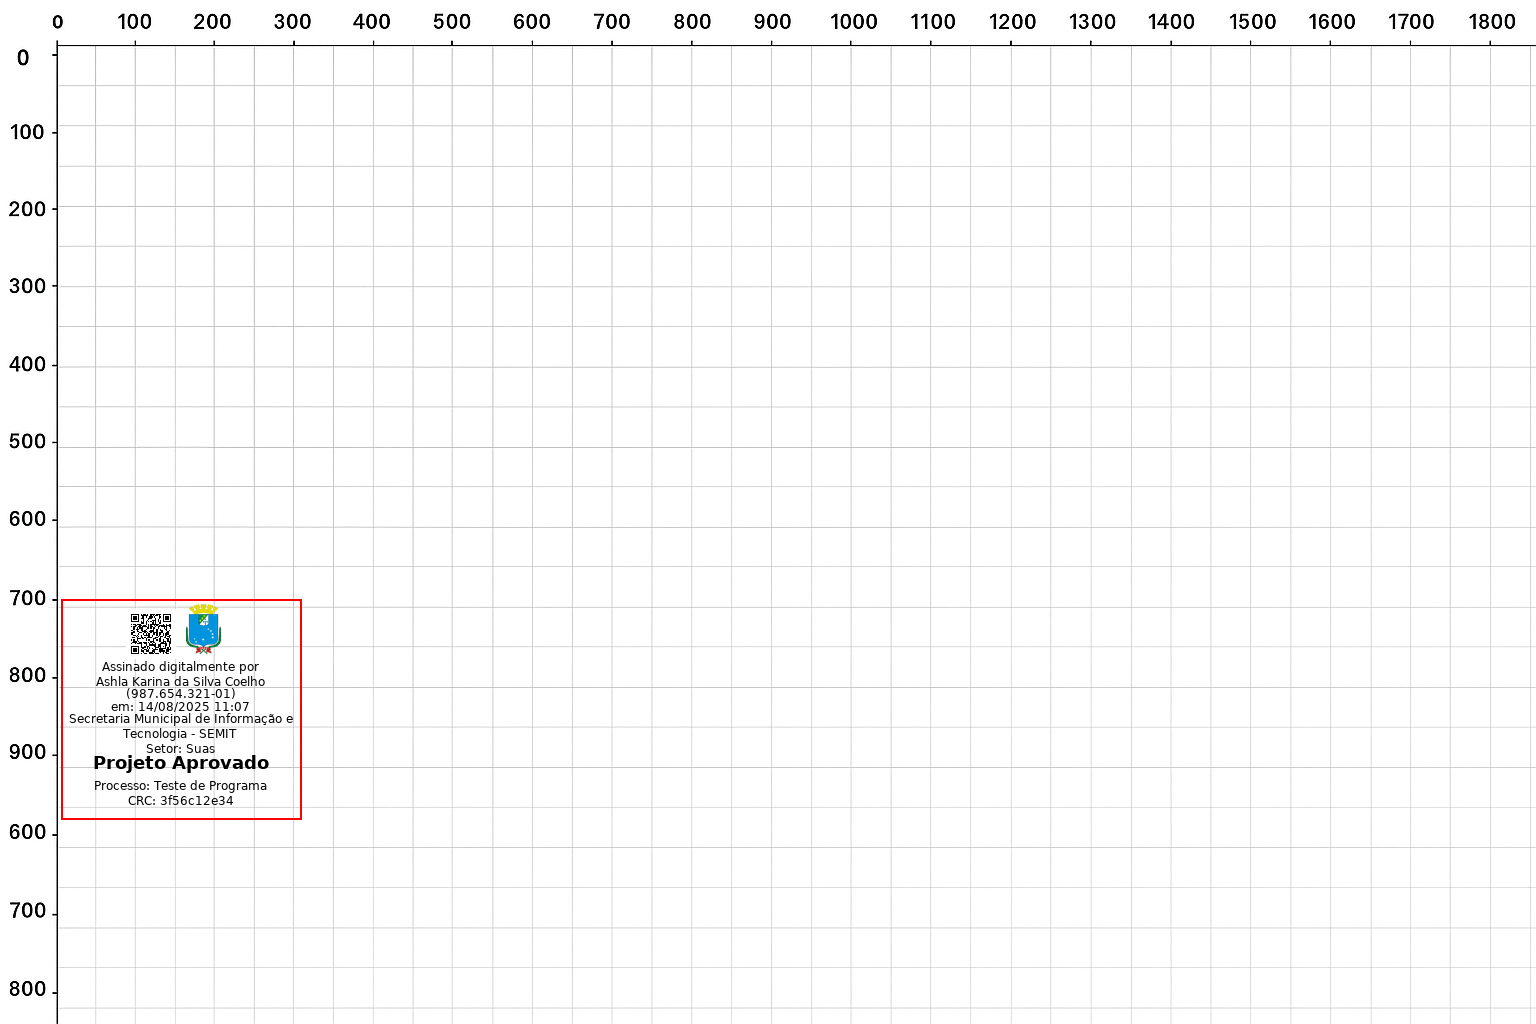 0 100 200 300 400 500 600 700 800 900 1000 1100 1200 1300 1400 1500 1600 1700 1800
0
100
200
300
400
500
600
700
800
900
600
700
800
Assinado digitalmente por
Ashla Karina da Silva Coelho
(987.654.321-01)
em: 14/08/2025 11:07
Secretaria Municipal de Informação e
Tecnologia - SEMIT
Setor: Suas
Projeto Aprovado
Processo: Teste de Programa
CRC: 3f56c12e34